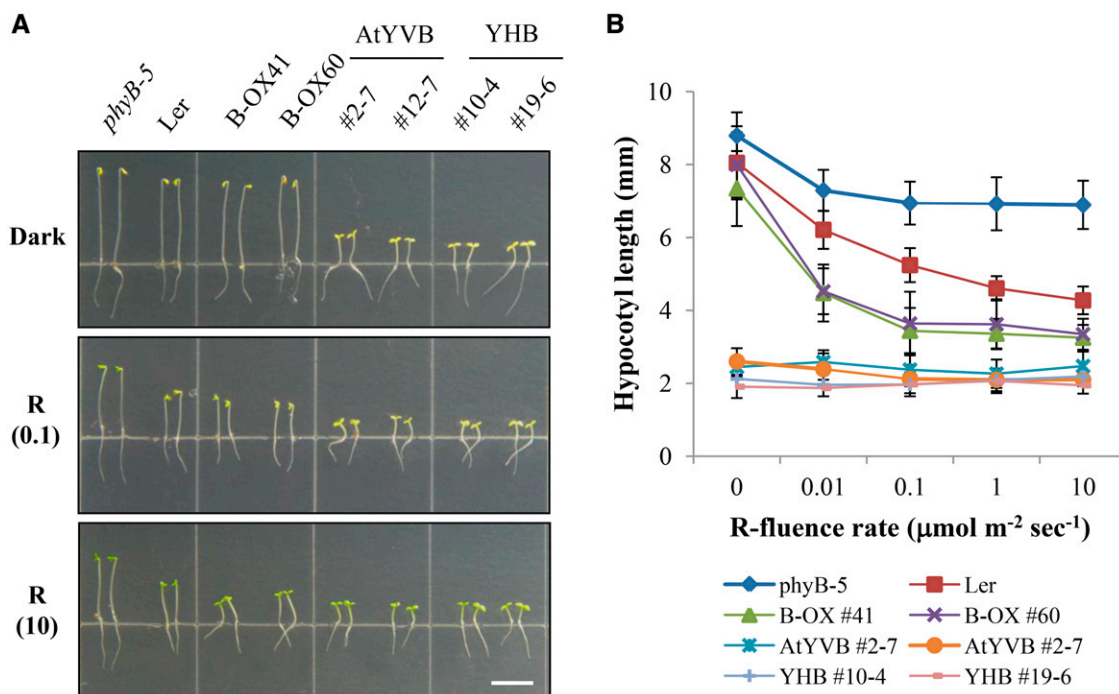 A
AtYVB YHB
phyB-5 Ler B-OX41 B-OX60 #2-7 #12-7 #10-4 #19-6
Dark
R
(0.1)
R
(10)
B
Hypocotyl length (mm)
10
8
6
4
2
0
0 0.01 0.1 1 10
R-fluence rate (μmol m-2 sec-1)
phyB-5 Ler
B-OX #41 B-OX #60
AtYVB #2-7 AtYVB #2-7
YHB #10-4 YHB #19-6